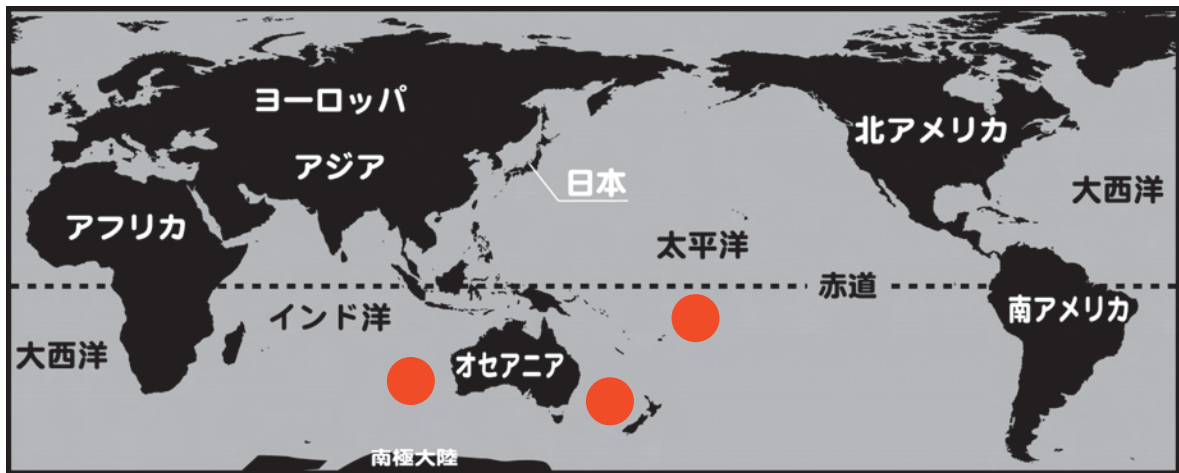 ヨーロッパ
北アメリカ
アジア
日本
大西洋
アフリカ
太平洋
赤道
インド洋
南アメリカ
大西洋
オセアニア
南極大陸